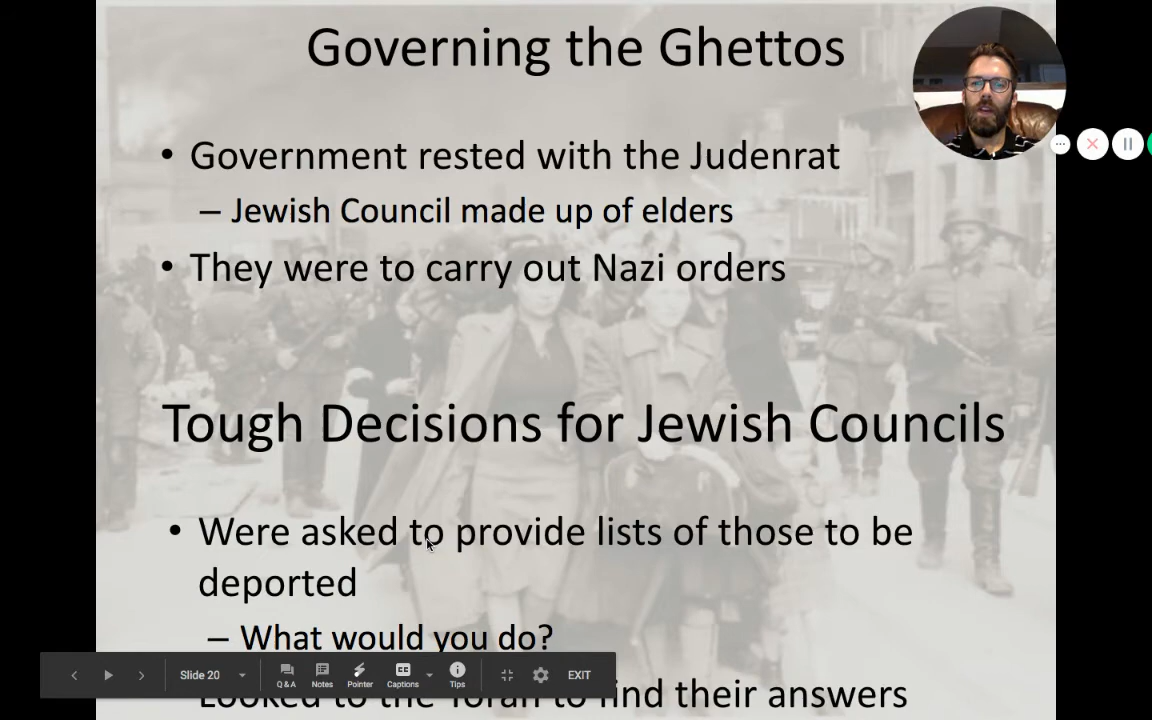 Governing the Ghettos
• Government rested with the Judenrat
– Jewish Council made up of elders
• They were to carry out Nazi orders
Tough Decisions for Jewish Councils
• Were asked to provide lists of those to be
deported
– What would you do?
Looked to the Torah to find their answers
Slide 20
Q & A
Notes
Pointer
CC
Captions
Tips
EXIT